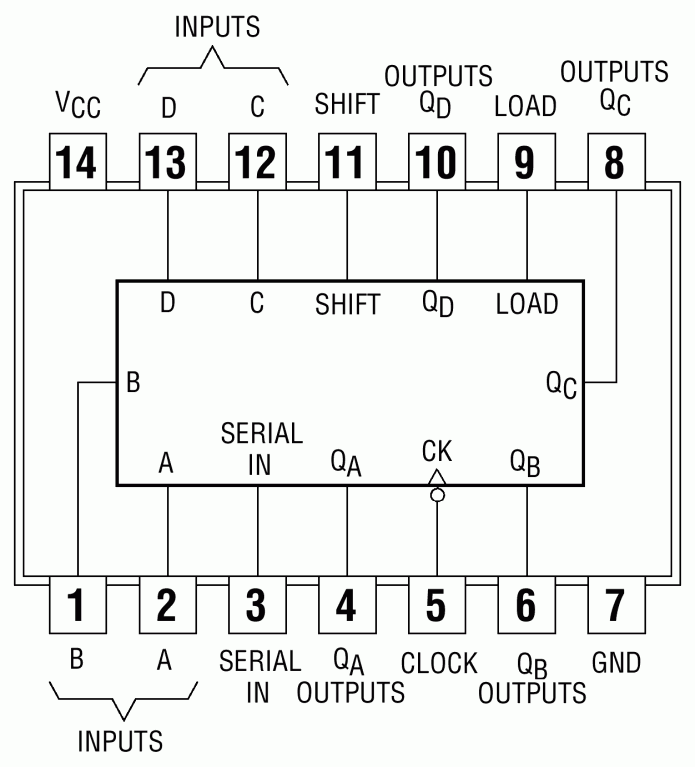 INPUTS
OUTPUTS
OUTPUTS
VCC D C SHIFT QD LOAD QC
14 13 12 11 10 9 8
D C SHIFT QD LOAD
B QC
SERIAL
IN
A QA CK QB
1 2 3 4 5 6 7
B A SERIAL QA CLOCK QB GND
IN OUTPUTS OUTPUTS
INPUTS